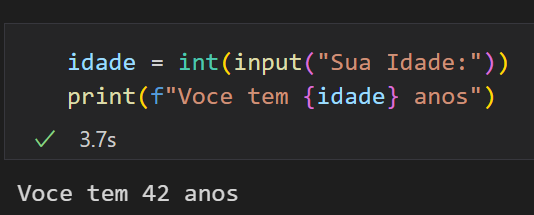 idade = int(input("Sua Idade:"))
print(f"Voce tem {idade} anos")
3.7s
Voce tem 42 anos